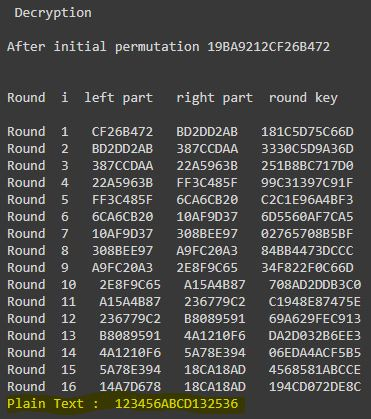 Decryption
After initial permutation 19BA9212CF26B472
Round i left part right part round key
Round 1 CF26B472 BD2DD2AB 181C5D75C66D
Round 2 BD2DD2AB 387CCDAA 3330C5D9A36D
Round 3 387CCDAA 22A5963B 251B8BC717D0
Round 4 22A5963B FF3C485F 99C31397C91F
Round 5 FF3C485F 6CA6CB20 C2C1E96A4BF3
Round 6 6CA6CB20 10AF9D37 6D5560AF7CA5
Round 7 10AF9D37 308BEE97 02765708B5BF
Round 8 308BEE97 A9FC20A3 84BB4473DCCC
Round 9 A9FC20A3 2E8F9C65 34F822F0C66D
Round 10 2E8F9C65 A15A4B87 708AD2DDB3C0
Round 11 A15A4B87 236779C2 C1948E87475E
Round 12 236779C2 B8089591 69A629FEC913
Round 13 B8089591 4A1210F6 DA2D032B6EE3
Round 14 4A1210F6 5A78E394 06EDA4ACF5B5
Round 15 5A78E394 18CA18AD 4568581ABCCE
Round 16 14A7D678 18CA18AD 194CD072DE8C
Plain Text : 123456ABCD132536